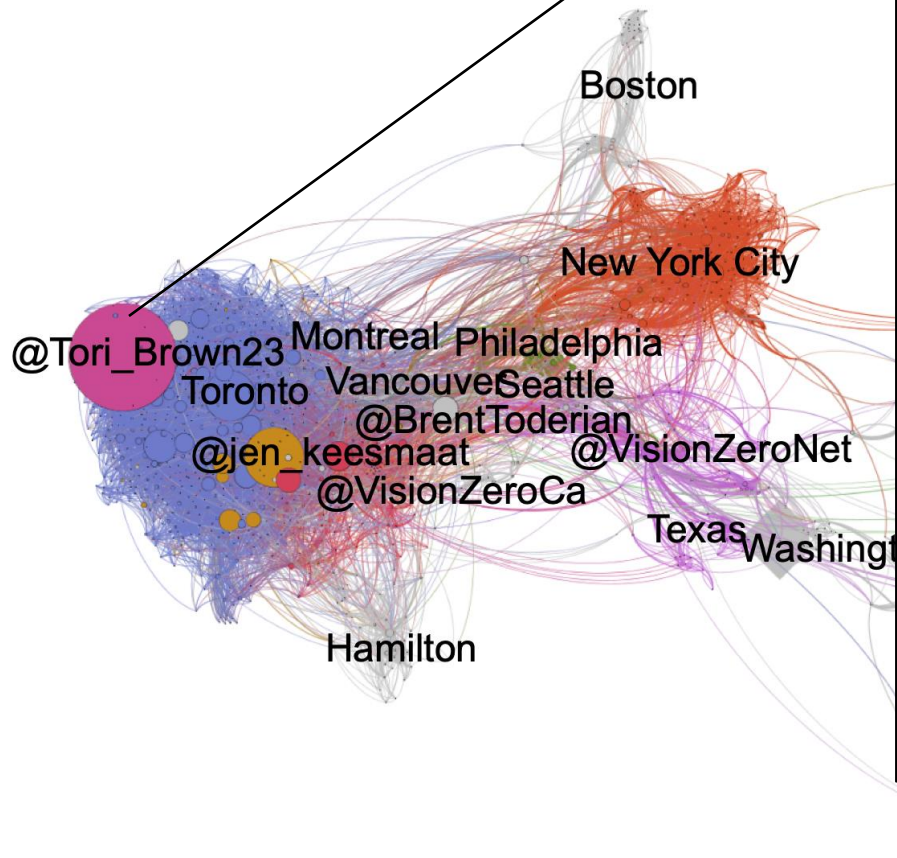 Boston
New York City
Montreal
Philadelphia
@Tori_Brown23
Toronto
Vancouver
Seattle
@BrentToderian
@jen_keesmaat
@VisionZeroNet
@VisionZeroCa
Texas
Washingt
Hamilton